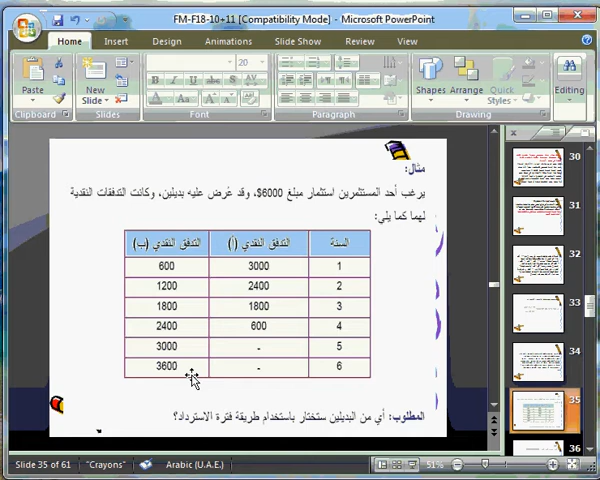 FM-F18-10+11 [Compatibility Mode] - Microsoft PowerPoint
Home Insert Design Animations Slide Show Review View
Paste
New Slide
20
Shapes Arrange Quick Styles
Editing
Clipboard Slides Font Paragraph Drawing
مثال:
يرغب أحد المستثمرين استثمار مبلغ 6000$، وقد عُرض عليه بديلين، وكانت التدفقات النقدية
لهما كما يلي:
السنة التدفق النقدي (أ) التدفق النقدي (ب)
1 3000 600
2 2400 1200
3 1800 1800
4 600 2400
5 - 3000
6 - 3600
المطلوب: أي من البديلين ستختار باستخدام طريقة فترة الاسترداد؟
30
31
32
33
34
35
36
Slide 35 of 61 "Crayons" Arabic (U.A.E.) 51%